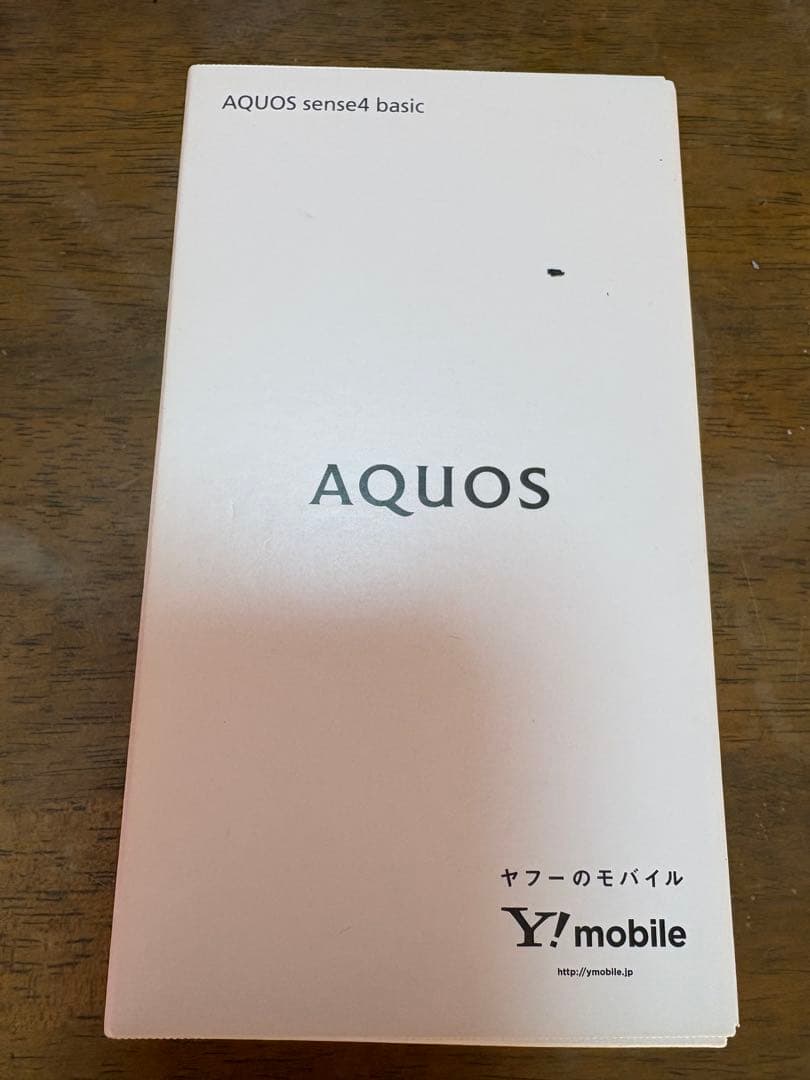 AQUOS sense4 basic
AQUOS
ヤフーのモバイル
Y! mobile
http://ymobile.jp